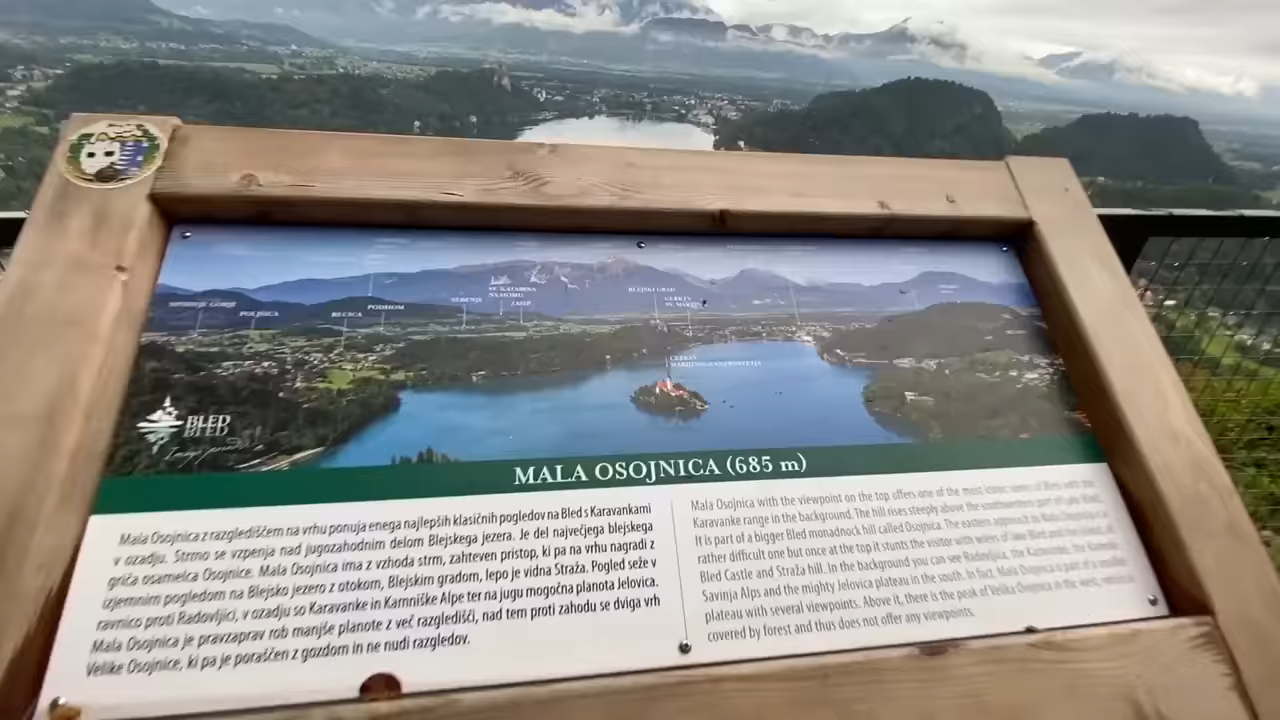 SPODNJE GORJE
POLJŠICA
REČICA
PODHOM
SEBENJE
SV. KATARINA
NA HOMU
ZASIP
BLEJSKI GRAD
CERKEV
SV. MARTINA
CERKEV
MARIJINEGA VNEBOVZETJA
BLED
MALA OSOJNICA (685 m)
Mala Osojnica z razglediščem na vrhu ponuja enega najlepših klasičnih pogledov na Bled s Karavankami
v ozadju. Strmo se vzpenja nad jugozahodnim delom Blejskega jezera. Je del največjega blejskega
griča osamelca Osojnice. Mala Osojnica ima z vzhoda strm, zahteven pristop, ki pa na vrhu nagradi z
izjemnim pogledom na Blejsko jezero z otokom, Blejskim gradom, lepo je vidna Straža. Pogled seže v
ravnico proti Radovljici, v ozadju so Karavanke in Kamniške Alpe ter na jugu mogočna planota Jelovica.
Mala Osojnica je pravzaprav rob manjše planote z več razgledišči, nad tem proti zahodu se dviga vrh
Velike Osojnice, ki pa je poraščen z gozdom in ne nudi razgledov.
Mala Osojnica with the viewpoint on the top offers one of the most iconic views of Bled with the
Karavanke range in the background. The hill rises steeply above the southwestern part of Lake Bled.
It is part of a bigger Bled monadnock hill called Osojnica. The eastern approach to Mala Osojnica is a
rather difficult one but once at the top it stunts the visitor with views of Lake Bled and the island of
Bled Castle and Straža hill. In the background you can see Radovljica, the Karavanke, the Kamnik
Savinja Alps and the mighty Jelovica plateau in the south. In fact, Mala Osojnica is part of a smaller
plateau with several viewpoints. Above it, there is the peak of Velika Osojnica in the west,
covered by forest and thus does not offer any viewpoints.